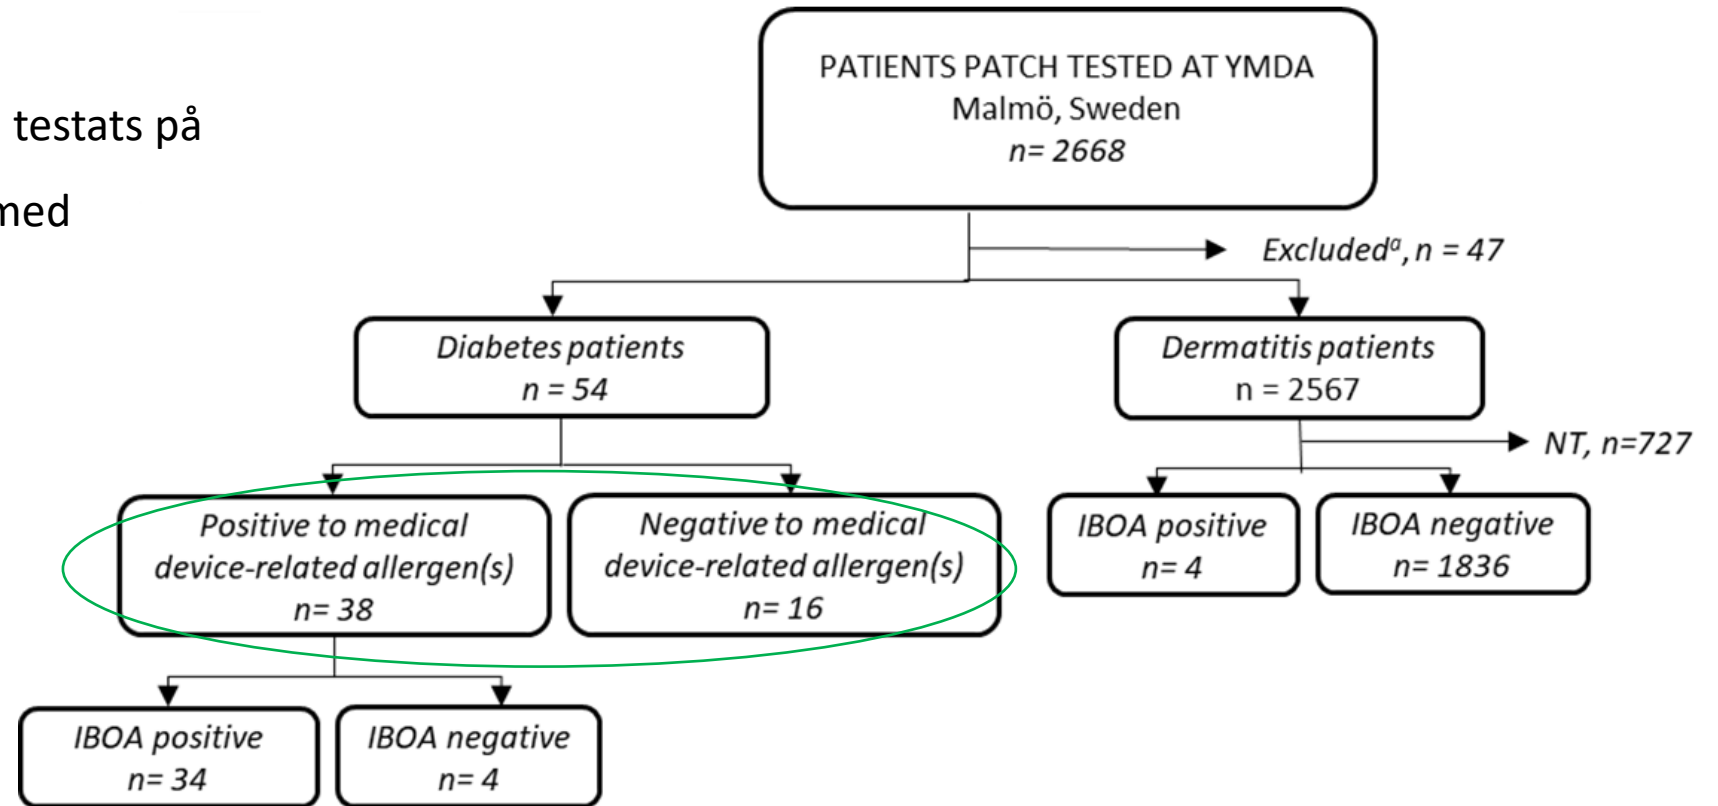 testats på
med
PATIENTS PATCH TESTED AT YMDA
Malmö, Sweden
n= 2668
Excludedᵃ, n = 47
Diabetes patients
n = 54
Dermatitis patients
n = 2567
NT, n=727
Positive to medical
device-related allergen(s)
n= 38
Negative to medical
device-related allergen(s)
n= 16
IBOA positive
n= 4
IBOA negative
n= 1836
IBOA positive
n= 34
IBOA negative
n= 4